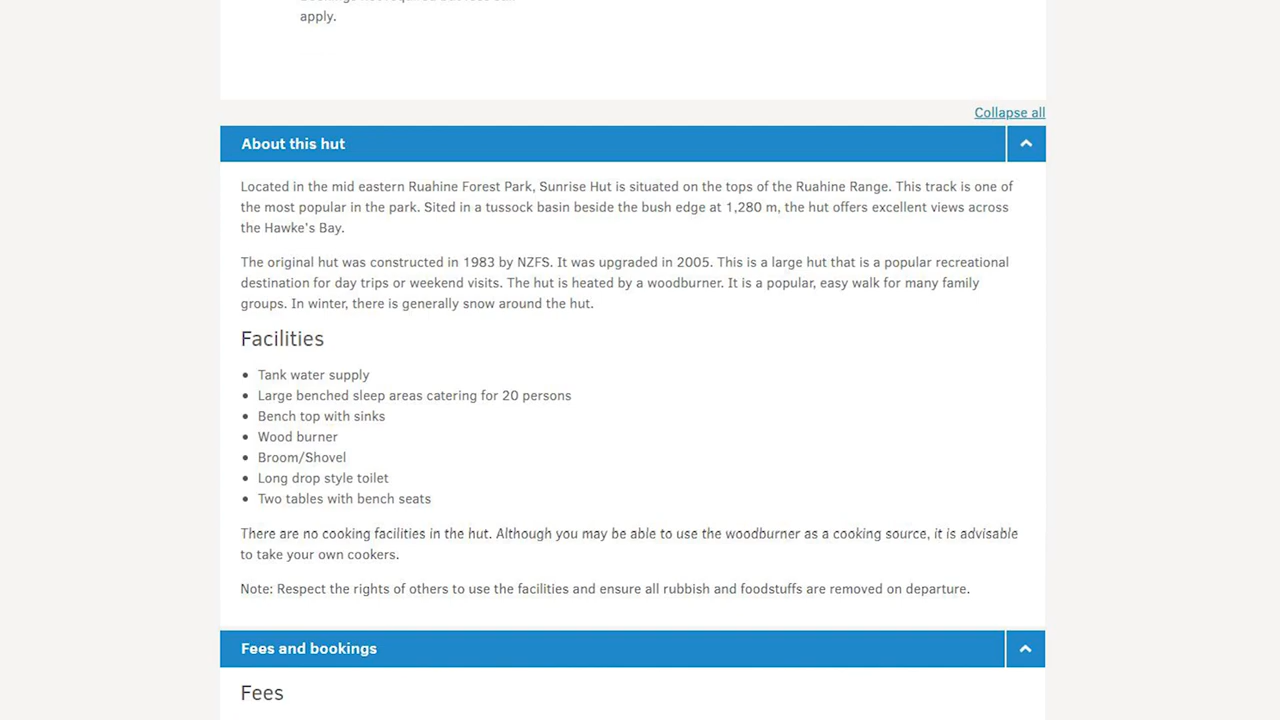 apply.
Collapse all
About this hut
Located in the mid eastern Ruahine Forest Park, Sunrise Hut is situated on the tops of the Ruahine Range. This track is one of
the most popular in the park. Sited in a tussock basin beside the bush edge at 1,280 m, the hut offers excellent views across
the Hawke's Bay.
The original hut was constructed in 1983 by NZFS. It was upgraded in 2005. This is a large hut that is a popular recreational
destination for day trips or weekend visits. The hut is heated by a woodburner. It is a popular, easy walk for many family
groups. In winter, there is generally snow around the hut.
Facilities
• Tank water supply
• Large benched sleep areas catering for 20 persons
• Bench top with sinks
• Wood burner
• Broom/Shovel
• Long drop style toilet
• Two tables with bench seats
There are no cooking facilities in the hut. Although you may be able to use the woodburner as a cooking source, it is advisable
to take your own cookers.
Note: Respect the rights of others to use the facilities and ensure all rubbish and foodstuffs are removed on departure.
Fees and bookings
Fees